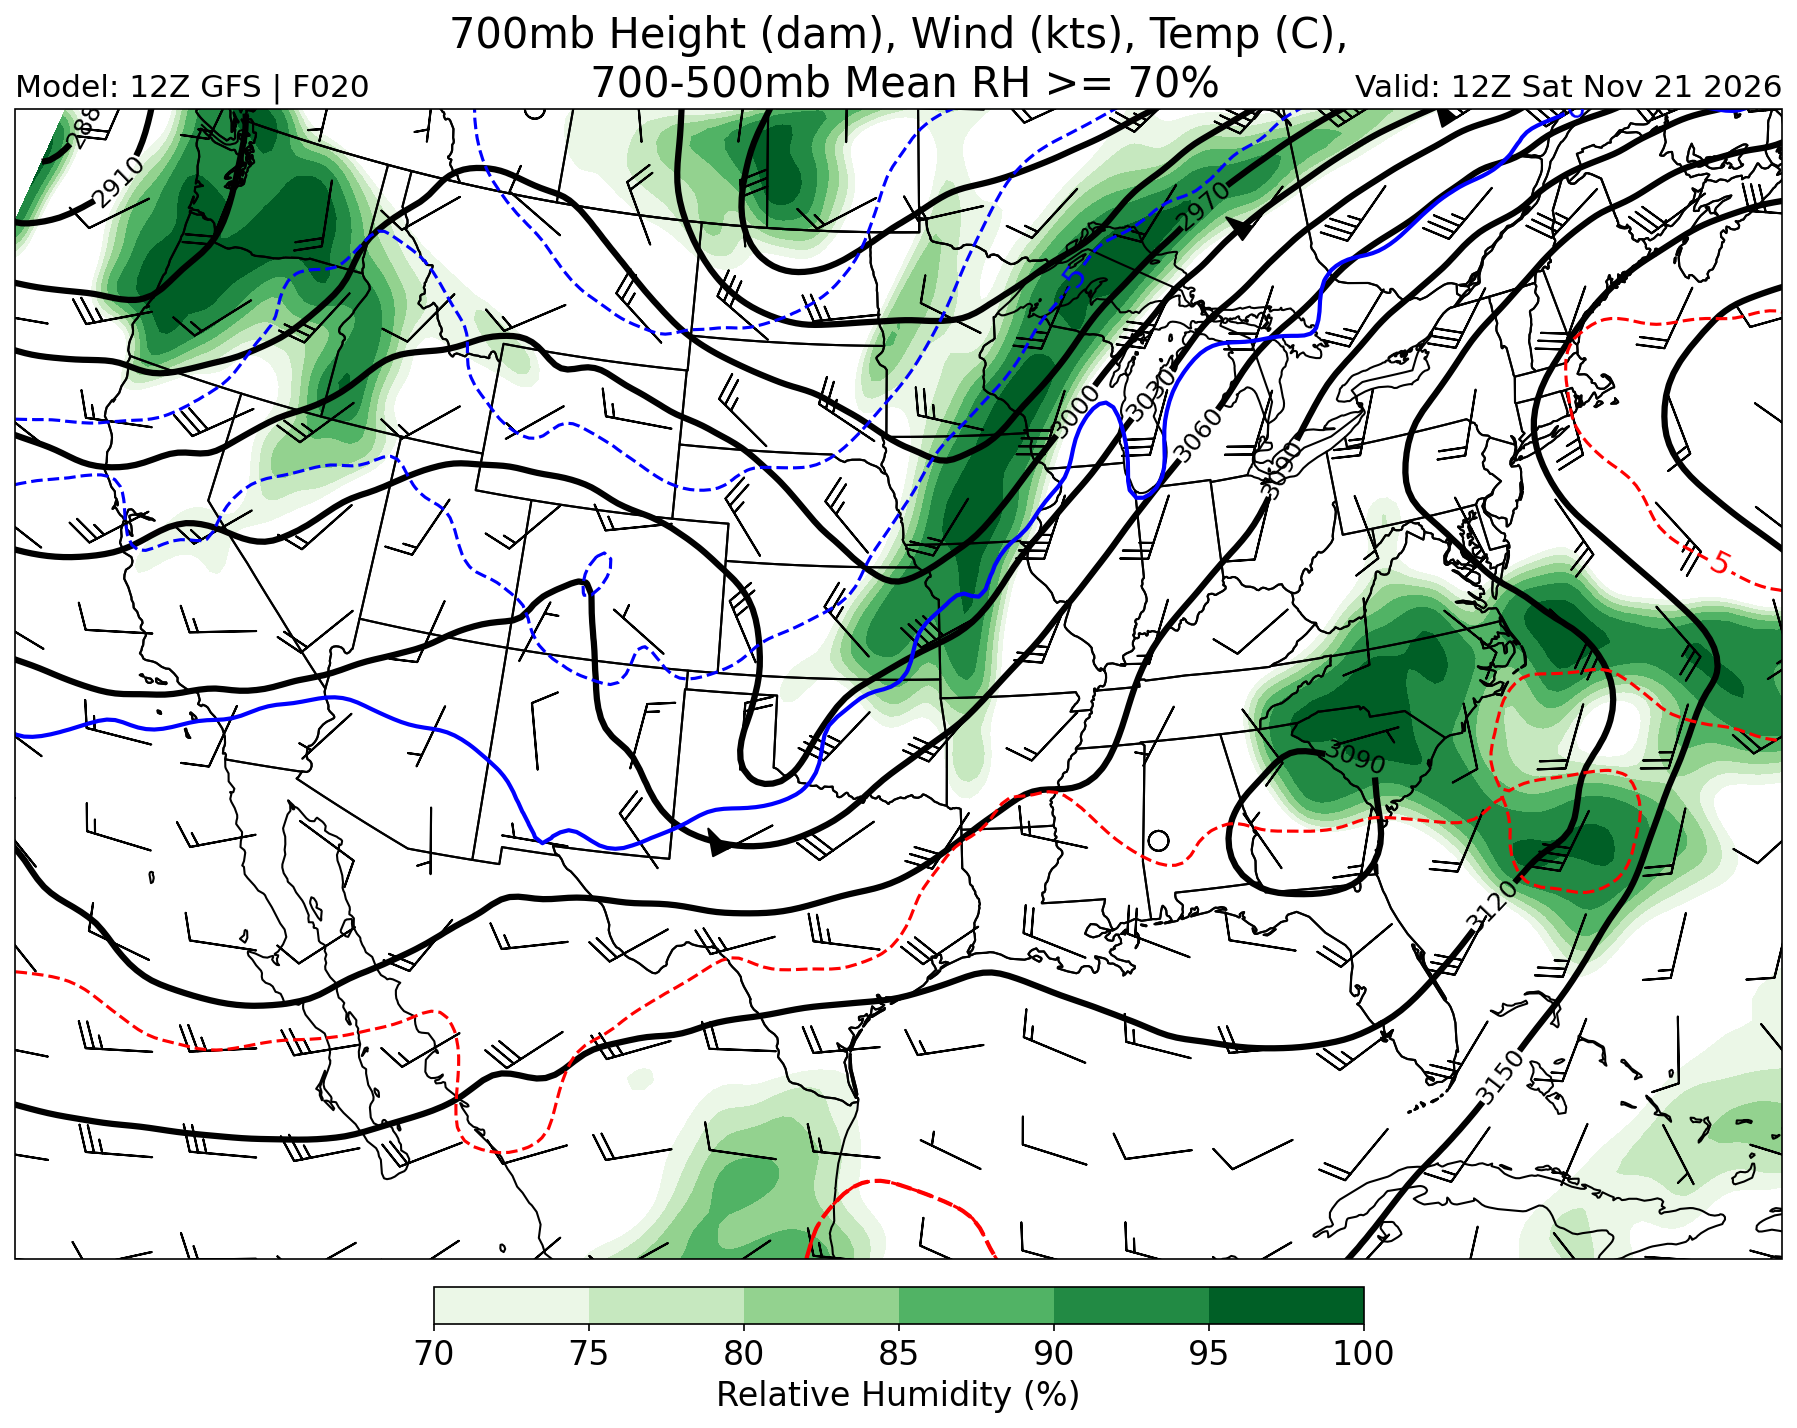 700mb Height (dam), Wind (kts), Temp (C),
700-500mb Mean RH >= 70%
Model: 12Z GFS | F020
Valid: 12Z Sat Nov 21 2026
288
2910
2970
5
3000
3030
3060
3090
5
3090
3120
3150
70 75 80 85 90 95 100
Relative Humidity (%)